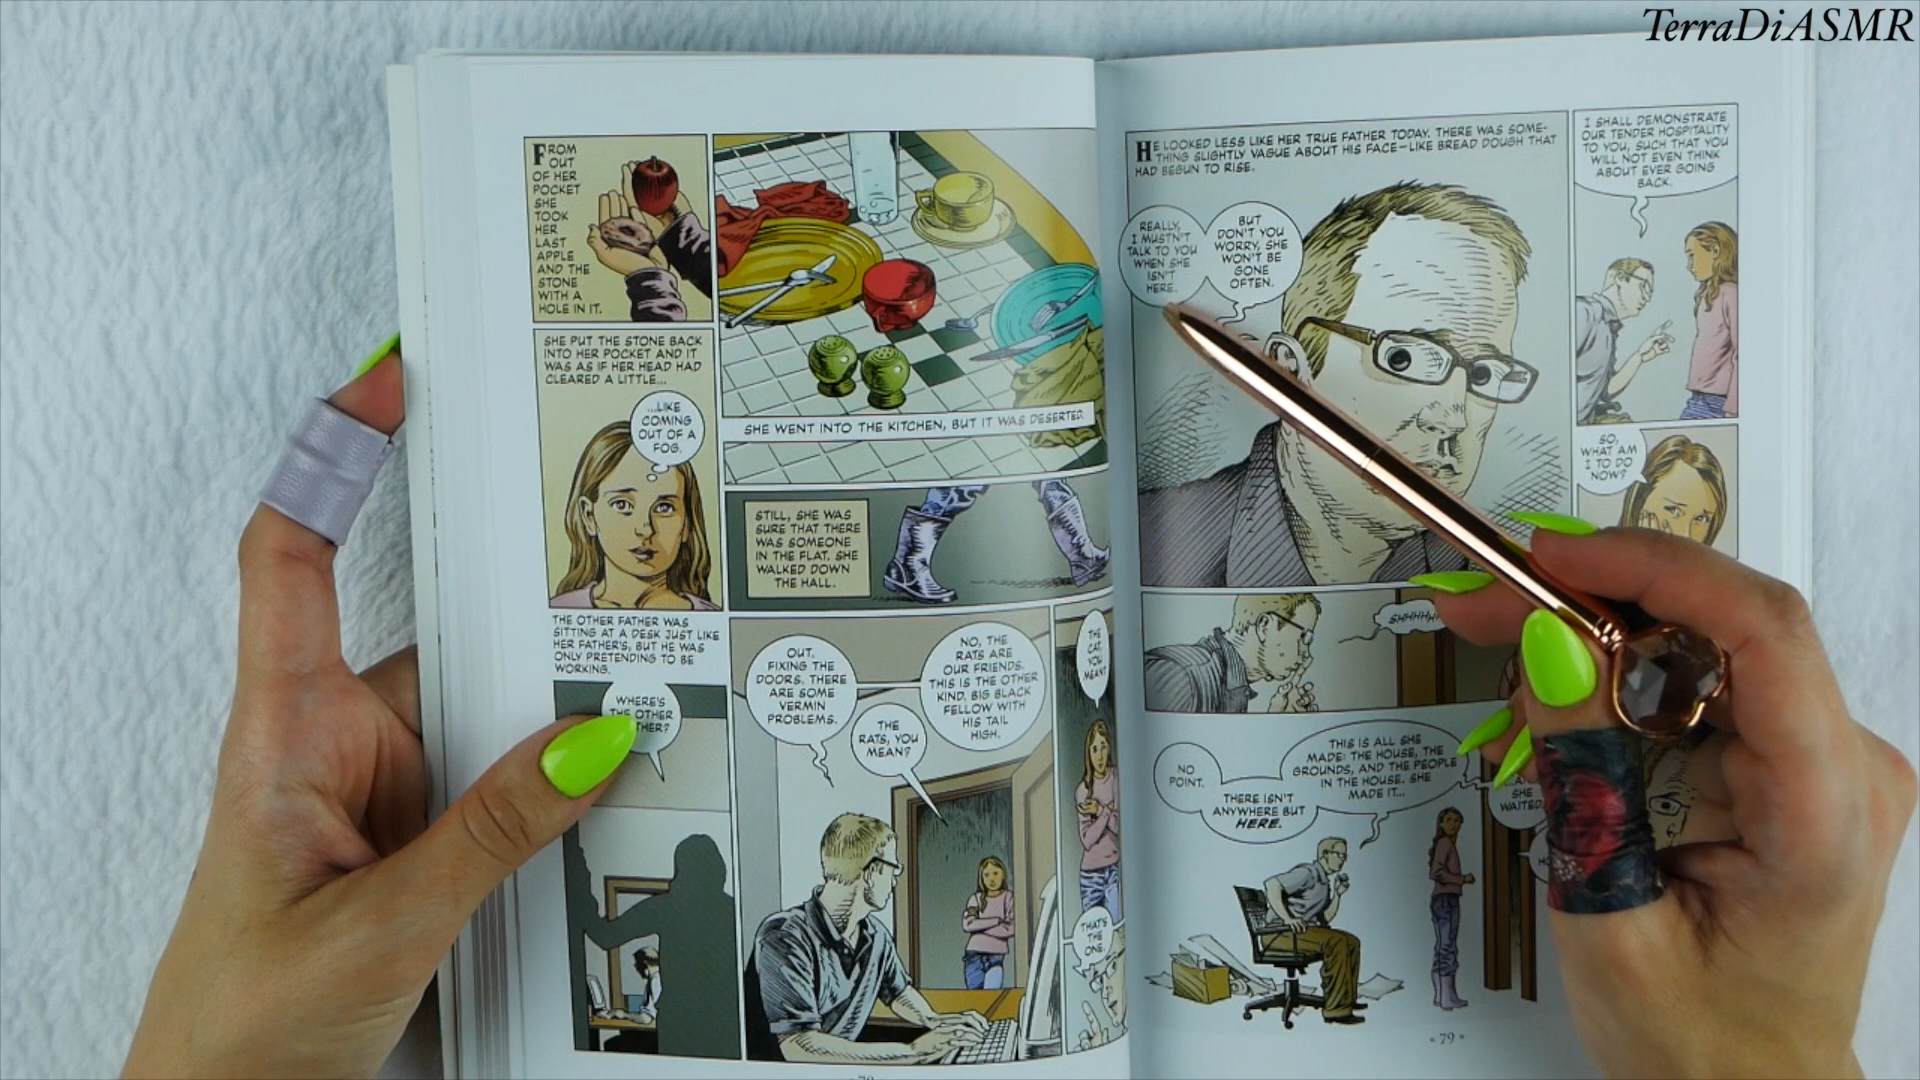 TerraDiASMR
FROM
OUT
OF HER
POCKET
SHE
TOOK
HER
LAST
APPLE
AND THE
STONE
WITH A
HOLE IN IT.
SHE PUT THE STONE BACK
INTO HER POCKET AND IT
WAS AS IF HER HEAD HAD
CLEARED A LITTLE...
...LIKE
COMING
OUT OF A
FOG.
SHE WENT INTO THE KITCHEN, BUT IT WAS DESERTED.
STILL, SHE WAS
SURE THAT THERE
WAS SOMEONE
IN THE FLAT. SHE
WALKED DOWN
THE HALL.
THE OTHER FATHER WAS
SITTING AT A DESK JUST LIKE
HER FATHER'S, BUT HE WAS
ONLY PRETENDING TO BE
WORKING.
WHERE'S
THE OTHER
THER?
OUT.
FIXING THE
DOORS. THERE
ARE SOME
VERMIN
PROBLEMS.
THE
RATS, YOU
MEAN?
NO, THE
RATS ARE
OUR FRIENDS.
THIS IS THE OTHER
KIND. BIG BLACK
FELLOW WITH
HIS TAIL
HIGH.
THE
CAT,
YOU
MEAN?
THAT'S
THE
ONE.
HE LOOKED LESS LIKE HER TRUE FATHER TODAY. THERE WAS SOME-
THING SLIGHTLY VAGUE ABOUT HIS FACE—LIKE BREAD DOUGH THAT
HAD BEGUN TO RISE.
REALLY,
I MUSTN'T
TALK TO YOU
WHEN SHE
ISN'T
HERE.
BUT
DON'T YOU
WORRY, SHE
WON'T BE
GONE
OFTEN.
I SHALL DEMONSTRATE
OUR TENDER HOSPITALITY
TO YOU, SUCH THAT YOU
WILL NOT EVEN THINK
ABOUT EVER GOING
BACK.
SO,
WHAT AM
I TO DO
NOW?
SHHHH
NO
POINT.
THERE ISN'T
ANYWHERE BUT
HERE.
THIS IS ALL SHE
MADE: THE HOUSE, THE
GROUNDS, AND THE PEOPLE
IN THE HOUSE. SHE
MADE IT...
SHE
WAITED.
79